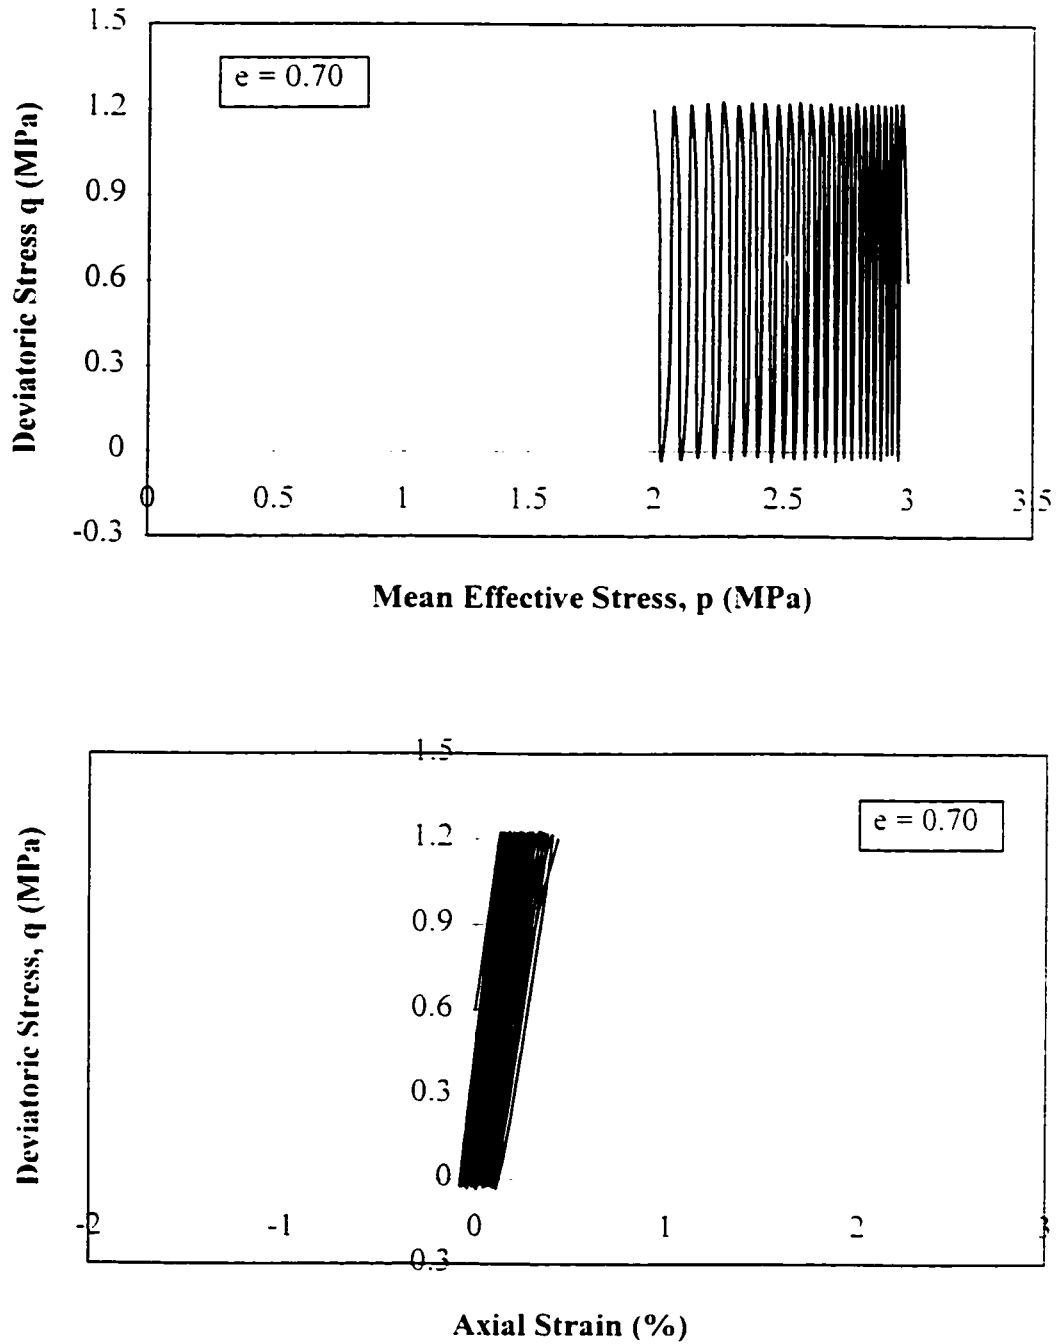 1.5
e = 0.70
1.2
0.9
0.6
0.3
0
0 0.5 1 1.5 2 2.5 3 3.5
-0.3
Deviatoric Stress q (MPa)
Mean Effective Stress, p (MPa)
1.5
e = 0.70
1.2
0.9
0.6
0.3
0
-2 -1 0 1 2 3
0.3
Deviatoric Stress, q (MPa)
Axial Strain (%)